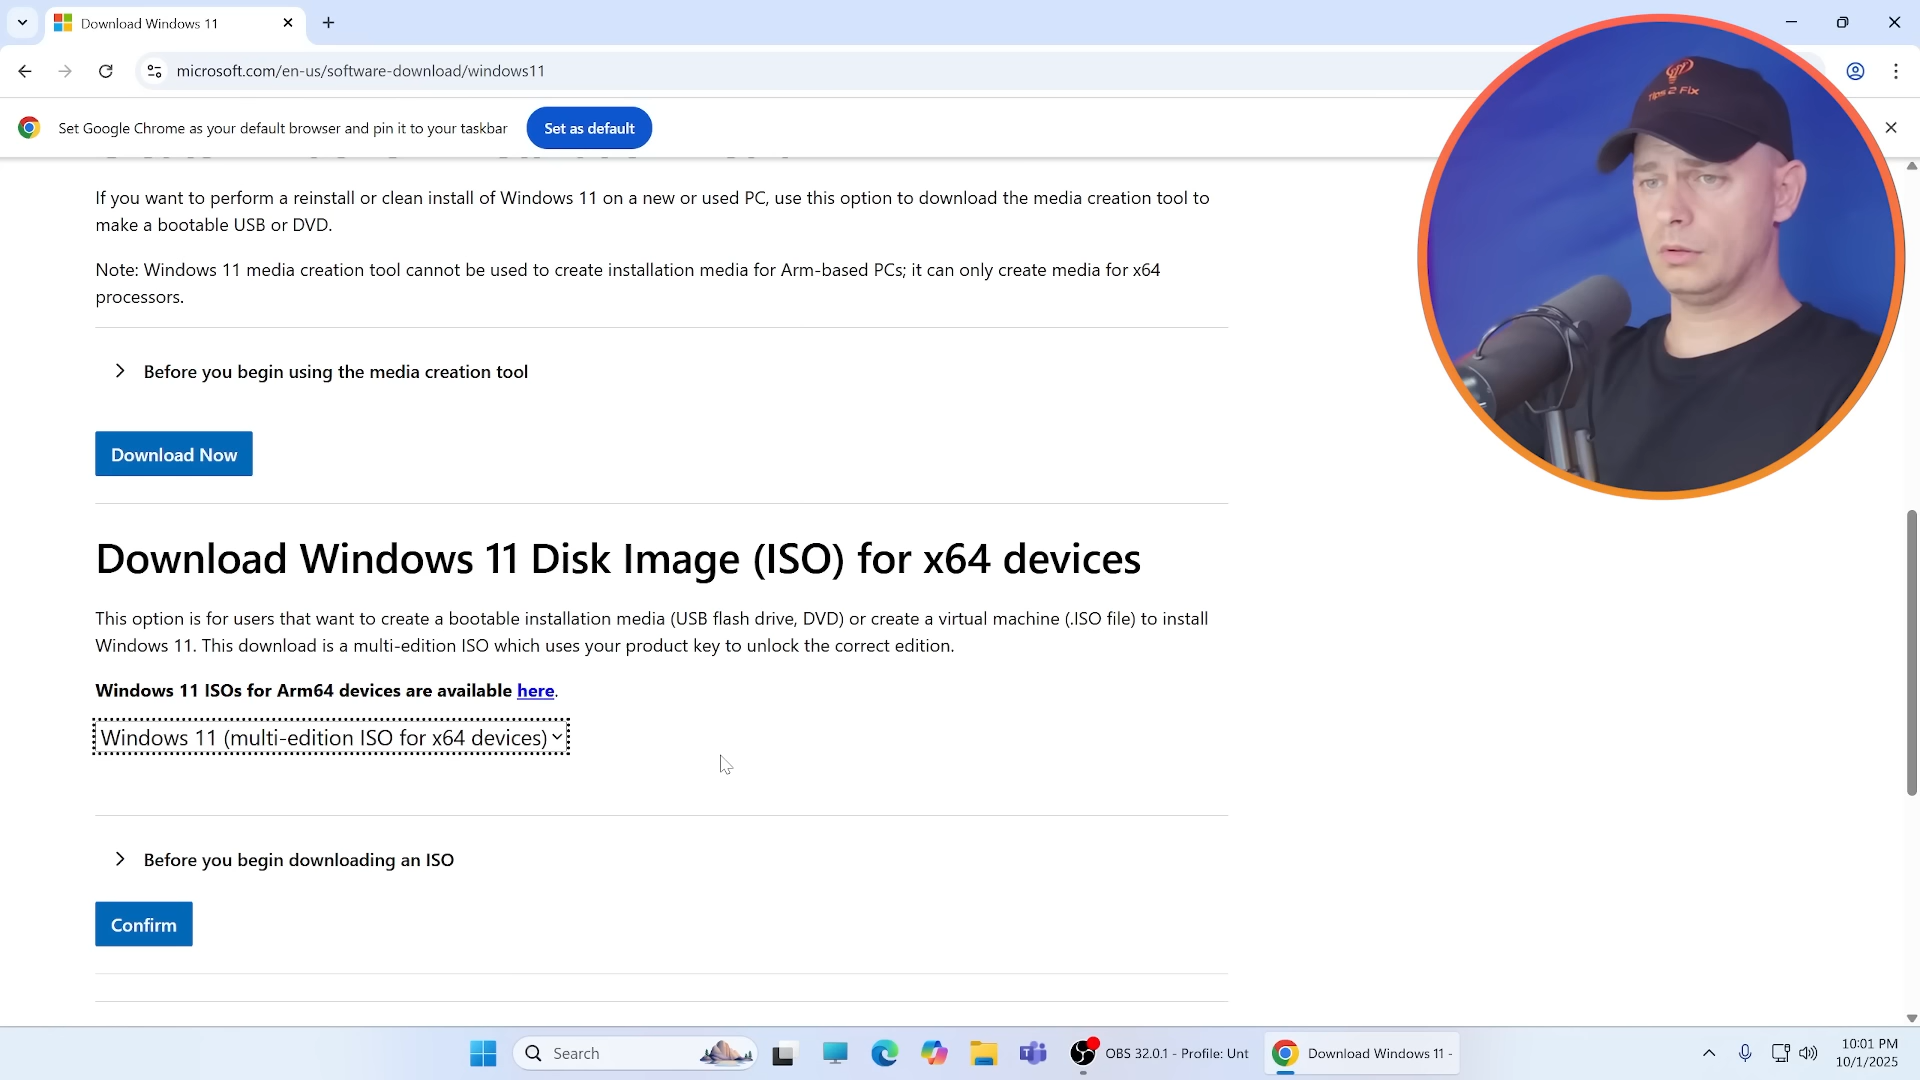 Download Windows 11
microsoft.com/en-us/software-download/windows11
Set Google Chrome as your default browser and pin it to your taskbar
Set as default
Tips 2 Fix
If you want to perform a reinstall or clean install of Windows 11 on a new or used PC, use this option to download the media creation tool to
make a bootable USB or DVD.
Note: Windows 11 media creation tool cannot be used to create installation media for Arm-based PCs; it can only create media for x64
processors.
Before you begin using the media creation tool
Download Now
Download Windows 11 Disk Image (ISO) for x64 devices
This option is for users that want to create a bootable installation media (USB flash drive, DVD) or create a virtual machine (.ISO file) to install
Windows 11. This download is a multi-edition ISO which uses your product key to unlock the correct edition.
Windows 11 ISOs for Arm64 devices are available here.
Windows 11 (multi-edition ISO for x64 devices)
Before you begin downloading an ISO
Confirm
Search
OBS 32.0.1 - Profile: Unt
Download Windows 11 -
10:01 PM
10/1/2025